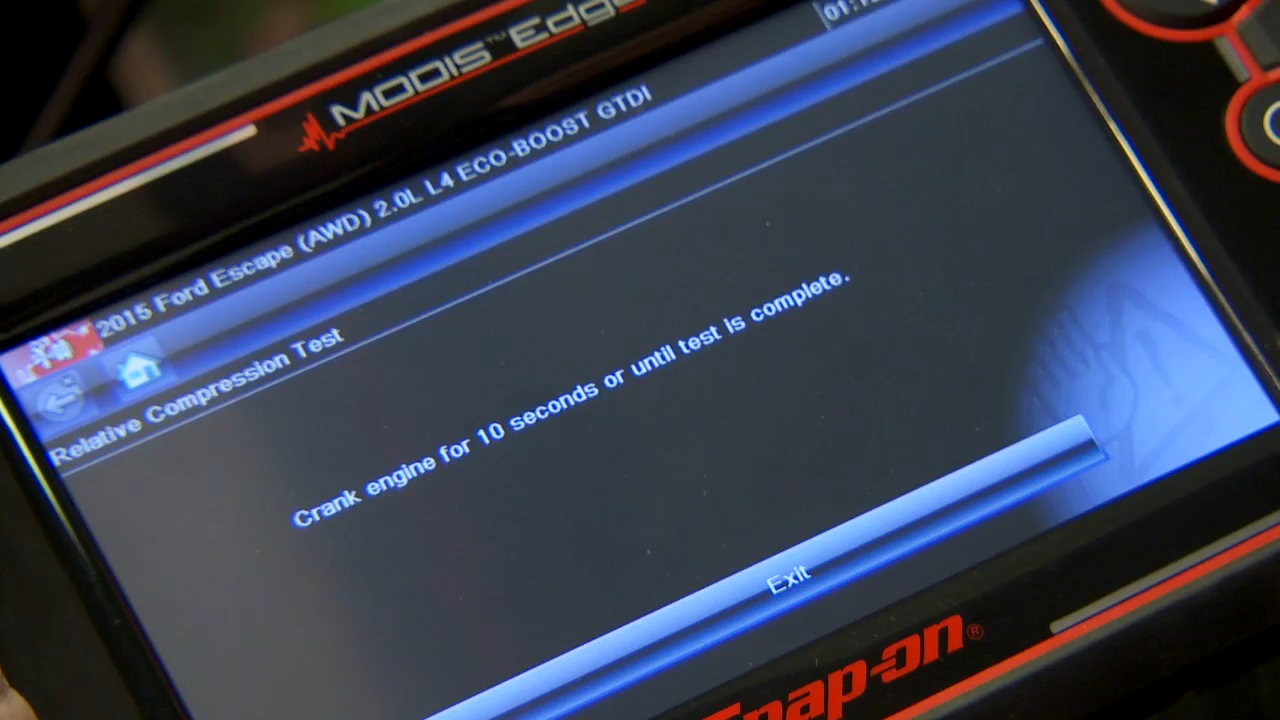 MODIS™ Edge
2015 Ford Escape (AWD) 2.0L L4 ECO-BOOST GTDI
Relative Compression Test
Crank engine for 10 seconds or until test is complete.
Exit
Snap-on®